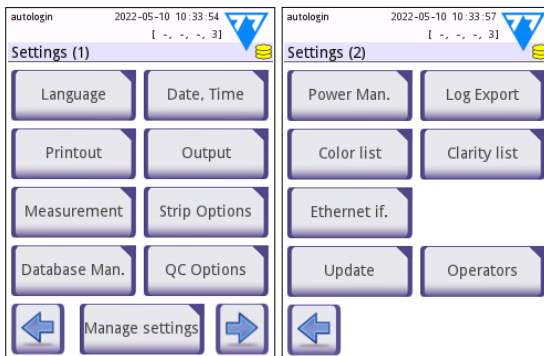 autologin 2022-05-10 10:33:54
[ -, -, -, 3]
Settings (1)
Language Date, Time
Printout Output
Measurement Strip Options
Database Man. QC Options
Manage settings
autologin 2022-05-10 10:33:57
[ -, -, -, 3]
Settings (2)
Power Man. Log Export
Color list Clarity list
Ethernet if.
Update Operators